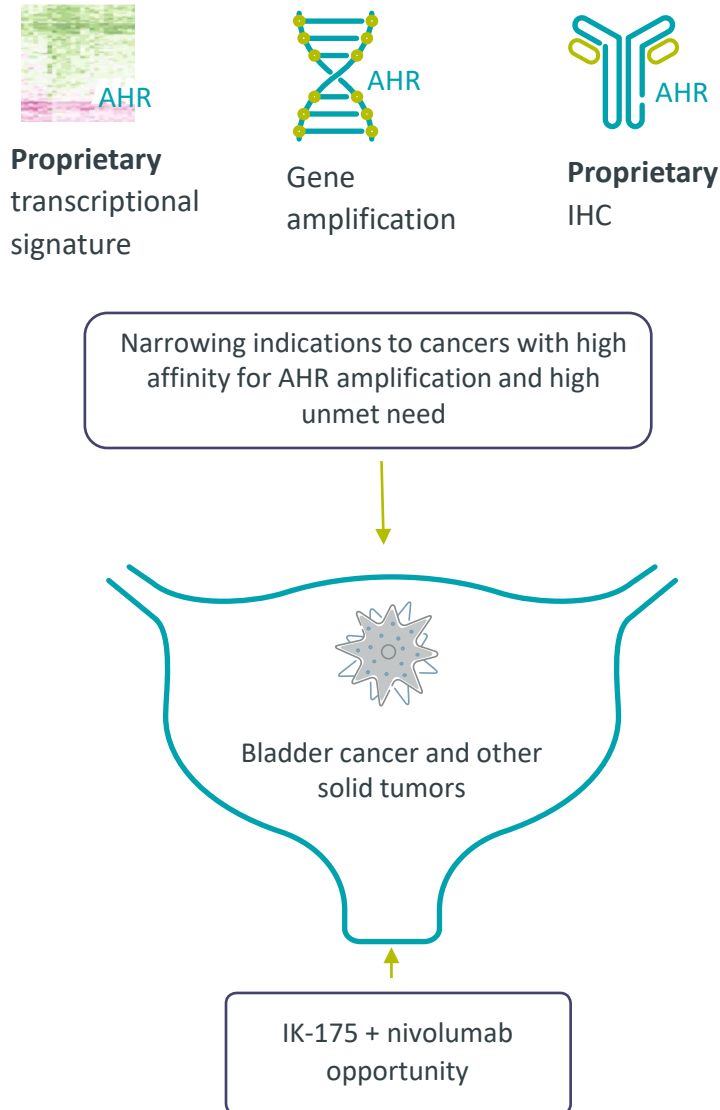 AHR
Proprietary
transcriptional
signature
AHR
Gene
amplification
AHR
Proprietary
IHC
Narrowing indications to cancers with high
affinity for AHR amplification and high
unmet need
Bladder cancer and other
solid tumors
IK-175 + nivolumab
opportunity